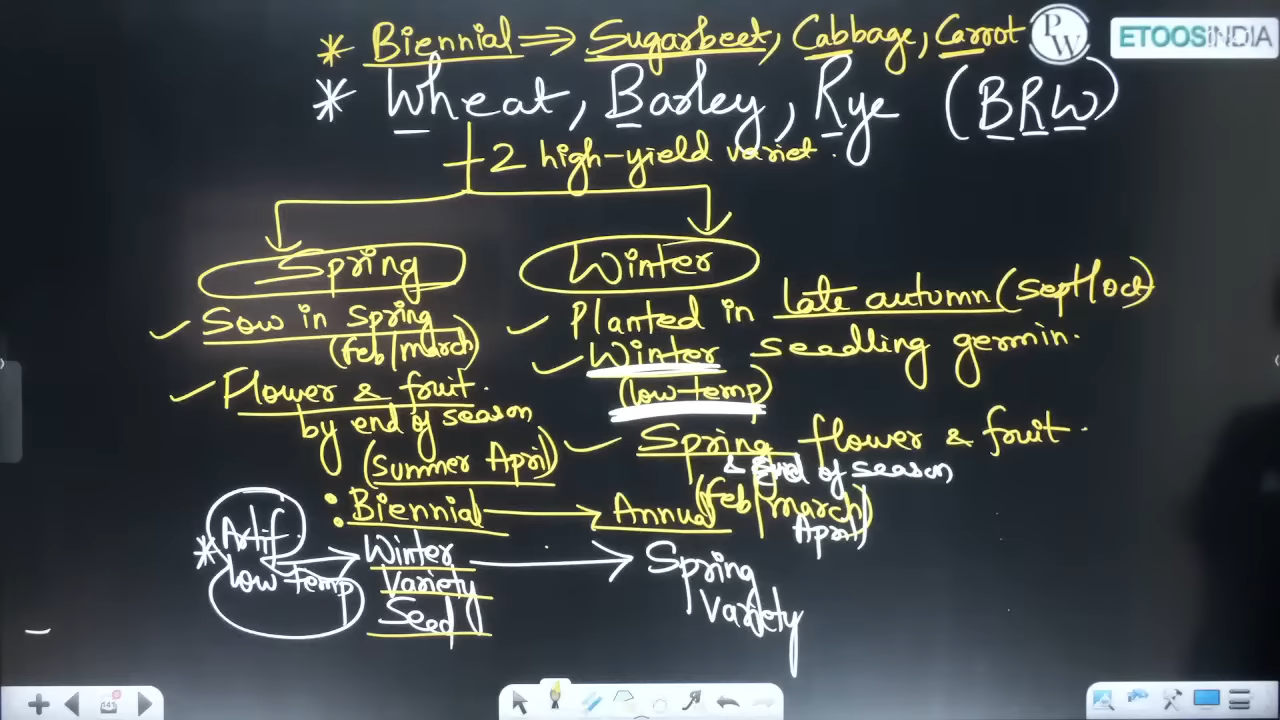 * Biennial ⇒ Sugarbeet, Cabbage, Carrot
PW
ETOOSINDIA
* Wheat, Barley, Rye (BRW)
2 high-yield variet.
Spring
Winter
✓ Sow in Spring
(feb/march)
✓ Flower & fruit.
by end of season
(Summer April)
✓ Planted in late autumn (Sept/oct)
✓ Winter seedling germin.
(low temp)
✓ Spring flower & fruit.
& end of season
(feb/march)
April)
: Biennial → Annual
* Artif
low temp
→ Winter
Variety
Seed
→ Spring
Variety
141